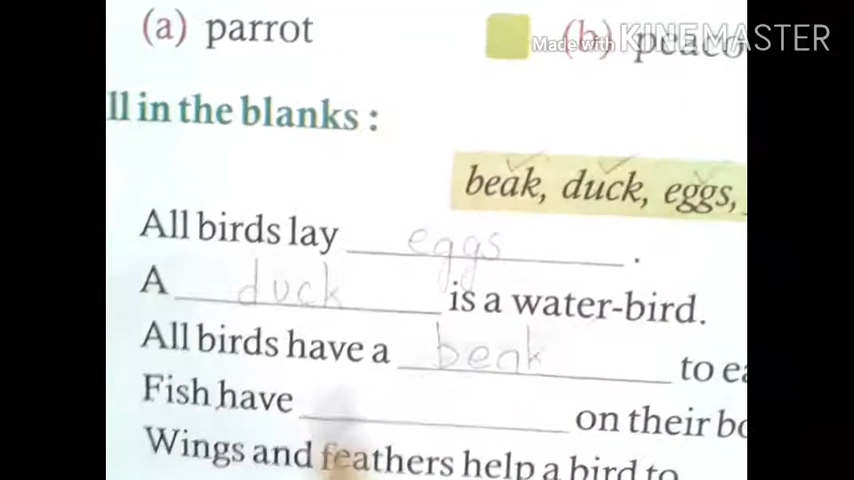 (a) parrot (b) peaco
Made with KINEMASTER
ll in the blanks :
beak, duck, eggs,
All birds lay eggs .
A duck is a water-bird.
All birds have a beak to ea
Fish have on their bo
Wings and feathers help a bird to